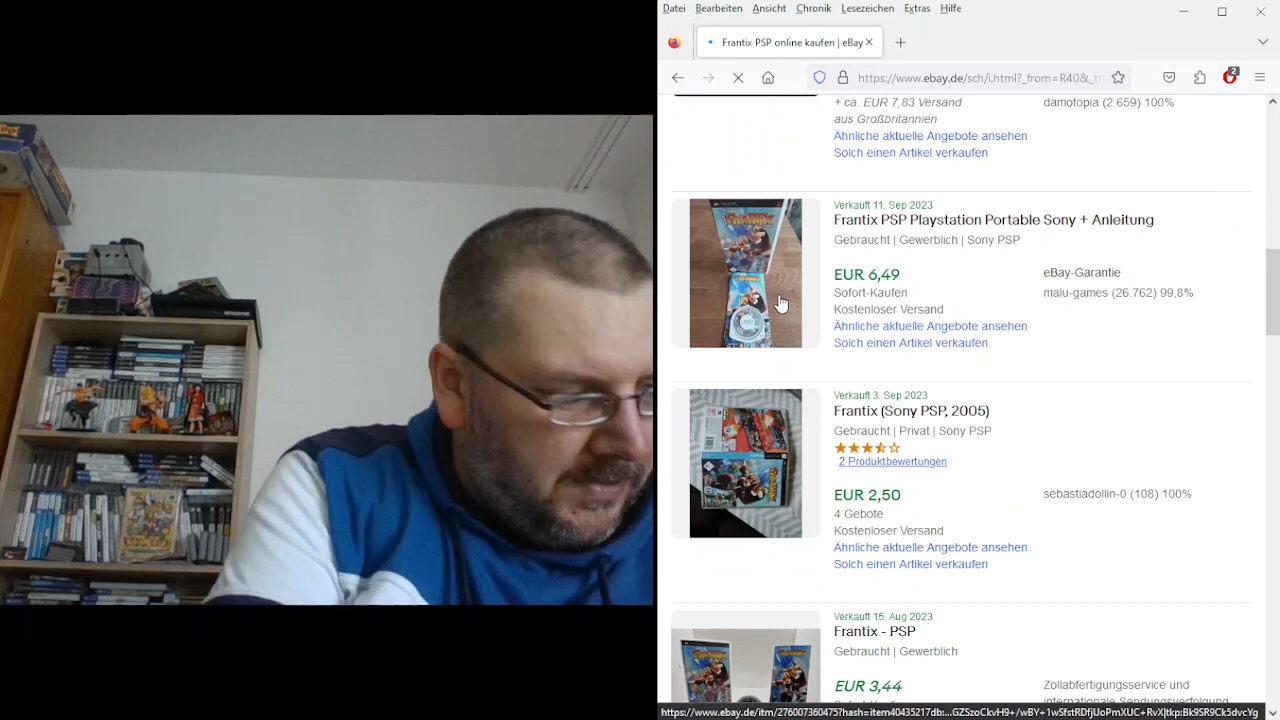 Datei Bearbeiten Ansicht Chronik Lesezeichen Extras Hilfe
Frantix PSP online kaufen | eBay
https://www.ebay.de/sch/i.html?_from=R40&_tr
2
+ ca. EUR 7,83 Versand
damotopia (2.659) 100%
aus Großbritannien
Ähnliche aktuelle Angebote ansehen
Solch einen Artikel verkaufen
Verkauft 11. Sep 2023
Frantix PSP Playstation Portable Sony + Anleitung
Gebraucht | Gewerblich | Sony PSP
EUR 6,49
eBay-Garantie
Sofort-Kaufen
malu-games (26.762) 99,8%
Kostenloser Versand
Ähnliche aktuelle Angebote ansehen
Solch einen Artikel verkaufen
Verkauft 3. Sep 2023
Frantix (Sony PSP, 2005)
Gebraucht | Privat | Sony PSP
2 Produktbewertungen
EUR 2,50
sebastiadollin-0 (108) 100%
4 Gebote
Kostenloser Versand
Ähnliche aktuelle Angebote ansehen
Solch einen Artikel verkaufen
Verkauft 15. Aug 2023
Frantix - PSP
Gebraucht | Gewerblich
EUR 3,44
Zollabfertigungsservice und
internationale Sendungsverfolgung